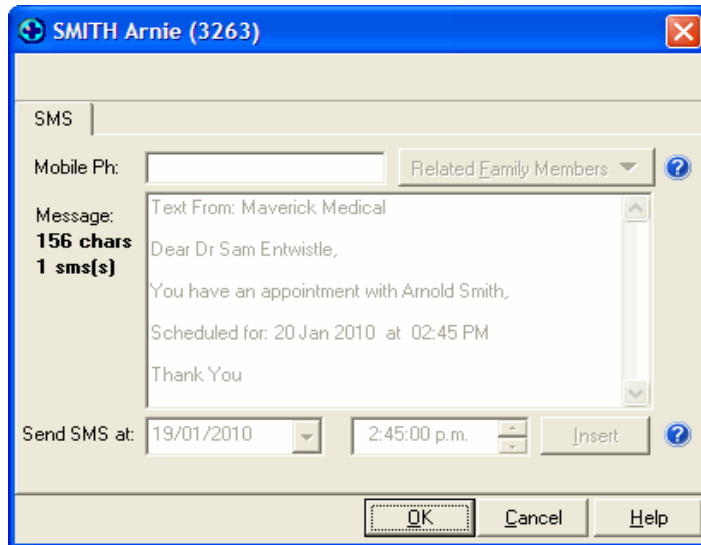 SMITH Arnie (3263)
SMS
Mobile Ph:
Related Family Members
Message:
156 chars
1 sms(s)
Text From: Maverick Medical
Dear Dr Sam Entwistle,
You have an appointment with Arnold Smith,
Scheduled for: 20 Jan 2010 at 02:45 PM
Thank You
Send SMS at: 19/01/2010 2:45:00 p.m. Insert
OK Cancel Help